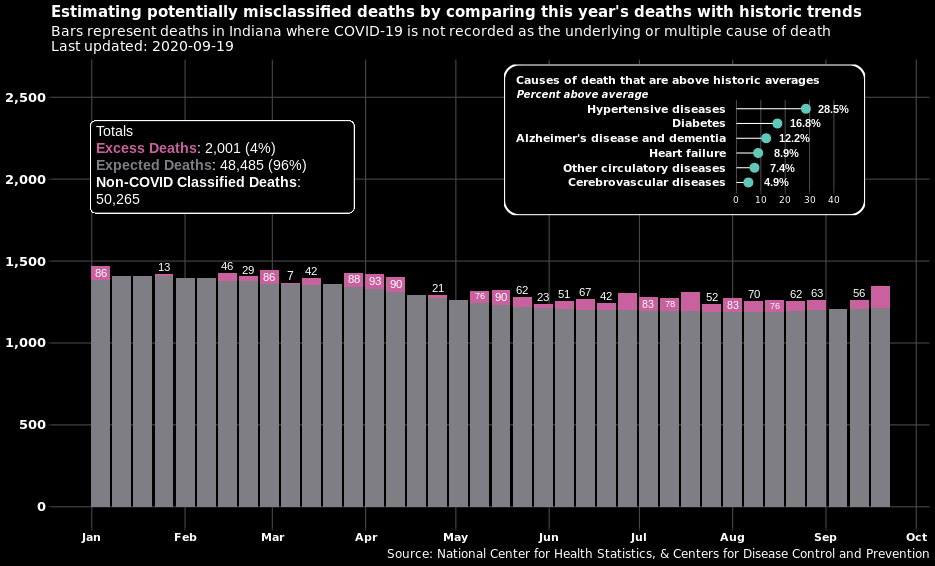 Estimating potentially misclassified deaths by comparing this year's deaths with historic trends
Bars represent deaths in Indiana where COVID-19 is not recorded as the underlying or multiple cause of death
Last updated: 2020-09-19
Causes of death that are above historic averages
Percent above average
Hypertensive diseases 28.5%
Diabetes 16.8%
Alzheimer's disease and dementia 12.2%
Heart failure 8.9%
Other circulatory diseases 7.4%
Cerebrovascular diseases 4.9%
0 10 20 30 40
Totals
Excess Deaths: 2,001 (4%)
Expected Deaths: 48,485 (96%)
Non-COVID Classified Deaths:
50,265
2,500
2,000
1,500
1,000
500
0
86 13 46 29 86 7 42 88 93 90 21 76 90 62 23 51 67 42 83 78 52 83 70 76 62 63 56
Jan Feb Mar Apr May Jun Jul Aug Sep Oct
Source: National Center for Health Statistics, & Centers for Disease Control and Prevention